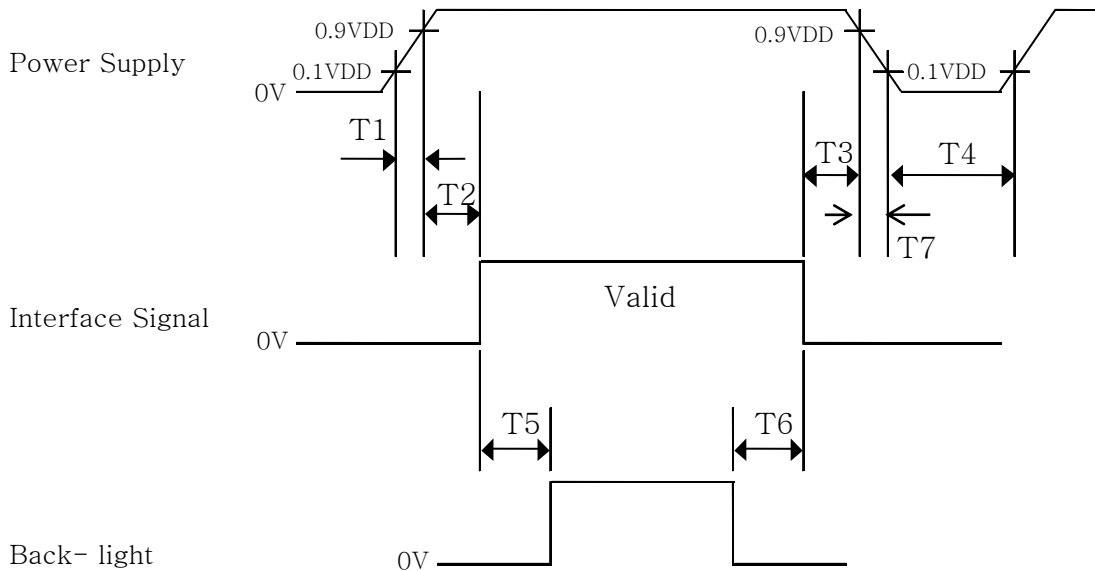 0.9VDD
0.9VDD
Power Supply
0.1VDD
0.1VDD
0V
T1
T3
T4
T2
T7
Valid
Interface Signal
0V
T5
T6
Back- light
0V